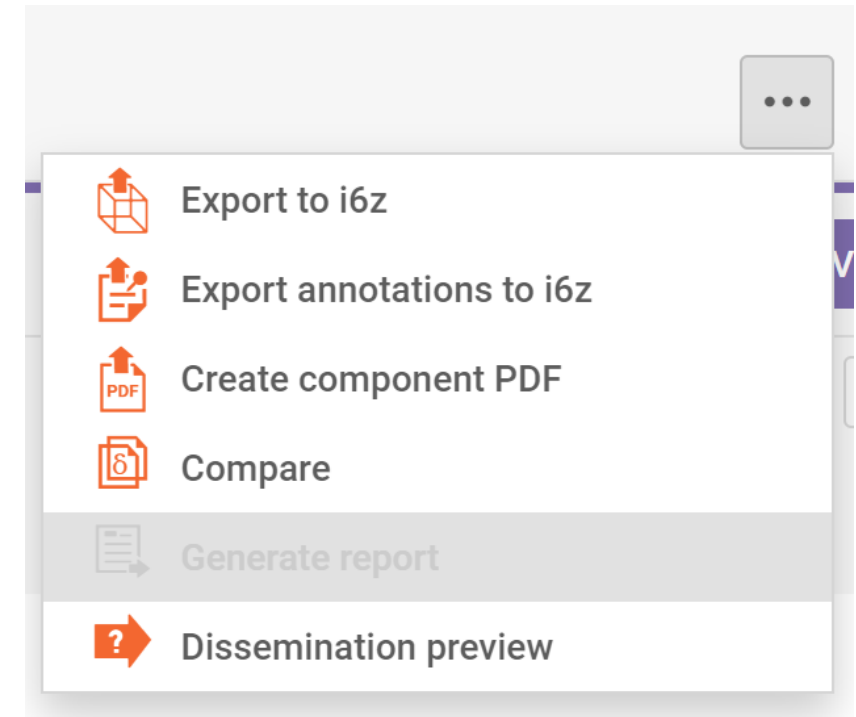 •••
Export to i6z
V
Export annotations to i6z
PDF
Create component PDF
δ
Compare
Generate report
?
Dissemination preview